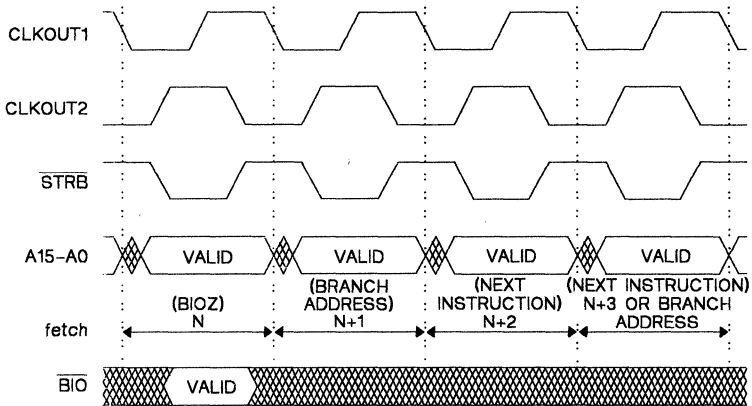 CLKOUT1
CLKOUT2
STRB
A15-A0 VALID VALID VALID VALID
(BIOZ) N
(BRANCH ADDRESS) N+1
(NEXT INSTRUCTION) N+2
(NEXT INSTRUCTION) N+3 OR BRANCH ADDRESS
fetch
BIO VALID